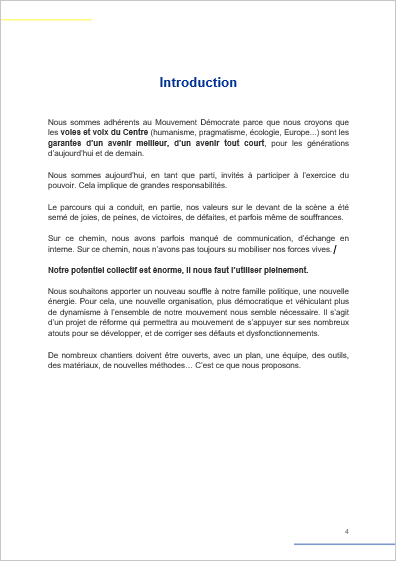 Introduction
Nous sommes adhérents au Mouvement Démocrate parce que nous croyons que
les voies et voix du Centre (humanisme, pragmatisme, écologie, Europe...) sont les
garantes d'un avenir meilleur, d'un avenir tout court, pour les générations
d'aujourd'hui et de demain.
Nous sommes aujourd'hui, en tant que parti, invités à participer à l'exercice du
pouvoir. Cela implique de grandes responsabilités.
Le parcours qui a conduit, en partie, nos valeurs sur le devant de la scène a été
semé de joies, de peines, de victoires, de défaites, et parfois même de souffrances.
Sur ce chemin, nous avons parfois manqué de communication, d'échange en
interne. Sur ce chemin, nous n'avons pas toujours su mobiliser nos forces vives. /
Notre potentiel collectif est énorme, il nous faut l'utiliser pleinement.
Nous souhaitons apporter un nouveau souffle à notre famille politique, une nouvelle
énergie. Pour cela, une nouvelle organisation, plus démocratique et véhiculant plus
de dynamisme à l'ensemble de notre mouvement nous semble nécessaire. Il s'agit
d'un projet de réforme qui permettra au mouvement de s'appuyer sur ses nombreux
atouts pour se développer, et de corriger ses défauts et dysfonctionnements.
De nombreux chantiers doivent être ouverts, avec un plan, une équipe, des outils,
des matériaux, de nouvelles méthodes… C'est ce que nous proposons.
4